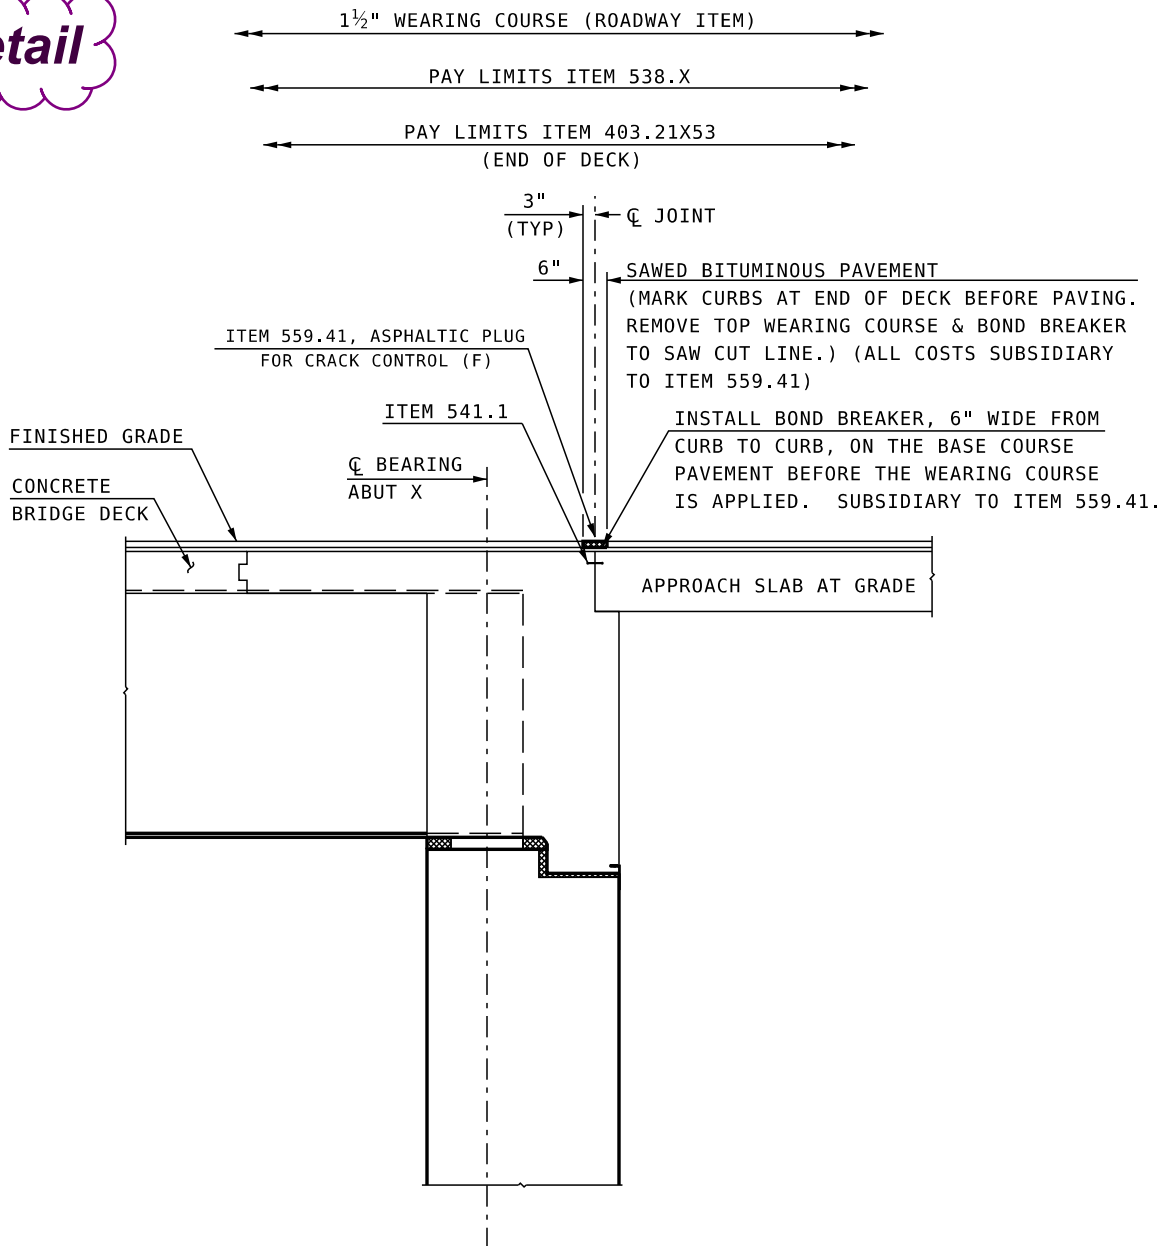 etail
1½" WEARING COURSE (ROADWAY ITEM)
PAY LIMITS ITEM 538.X
PAY LIMITS ITEM 403.21X53
(END OF DECK)
3"
(TYP)
℄ JOINT
6"
SAWED BITUMINOUS PAVEMENT
(MARK CURBS AT END OF DECK BEFORE PAVING.
REMOVE TOP WEARING COURSE & BOND BREAKER
TO SAW CUT LINE.) (ALL COSTS SUBSIDIARY
TO ITEM 559.41)
ITEM 559.41, ASPHALTIC PLUG
FOR CRACK CONTROL (F)
ITEM 541.1
INSTALL BOND BREAKER, 6" WIDE FROM
CURB TO CURB, ON THE BASE COURSE
PAVEMENT BEFORE THE WEARING COURSE
IS APPLIED. SUBSIDIARY TO ITEM 559.41.
FINISHED GRADE
℄ BEARING
ABUT X
CONCRETE
BRIDGE DECK
APPROACH SLAB AT GRADE